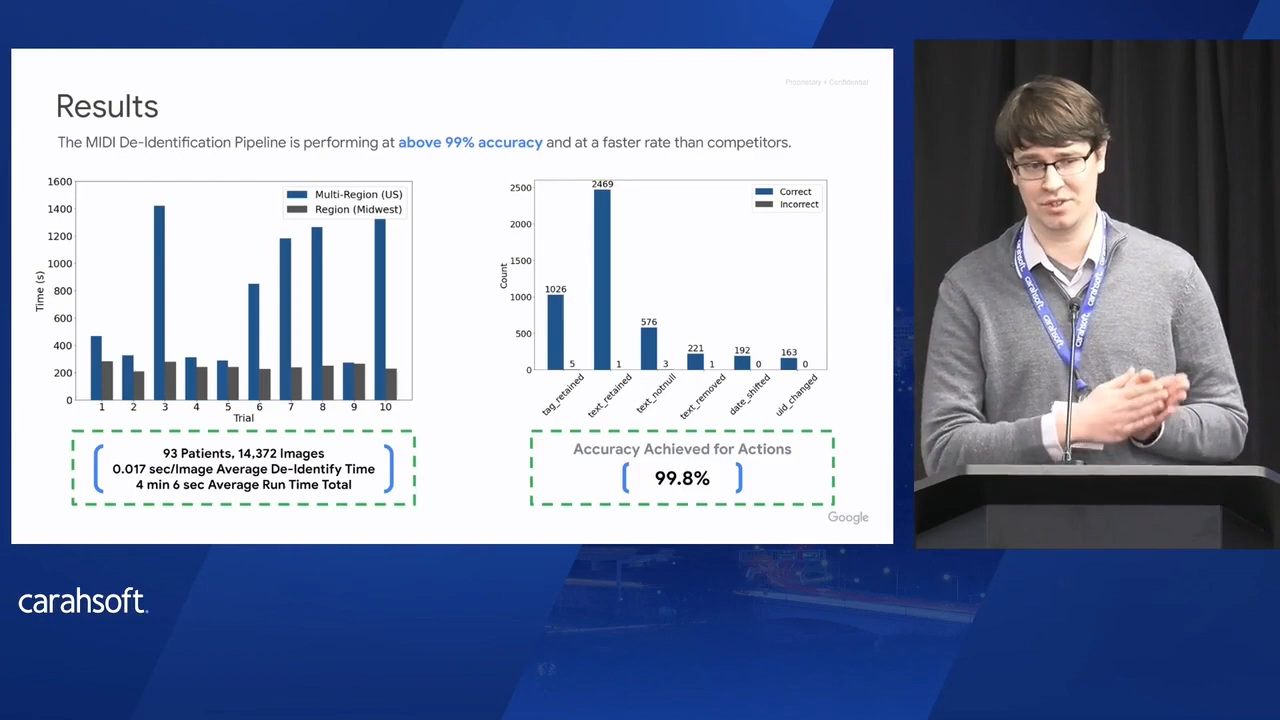 Proprietary + Confidential
Results
The MIDI De-Identification Pipeline is performing at above 99% accuracy and at a faster rate than competitors.
1600
1400
1200
1000
800
600
400
200
0
Time (s)
Multi-Region (US)
Region (Midwest)
1 2 3 4 5 6 7 8 9 10
Trial
93 Patients, 14,372 Images
0.017 sec/Image Average De-Identify Time
4 min 6 sec Average Run Time Total
2500
2000
1500
1000
500
0
Count
Correct
Incorrect
1026 5 2469 1 576 3 221 1 192 0 163 0
tag_retained text_retained text_notnull text_removed date_shifted uid_changed
Accuracy Achieved for Actions
99.8%
Google
carahsoft.
carahsoft
carahsoft
carahsoft